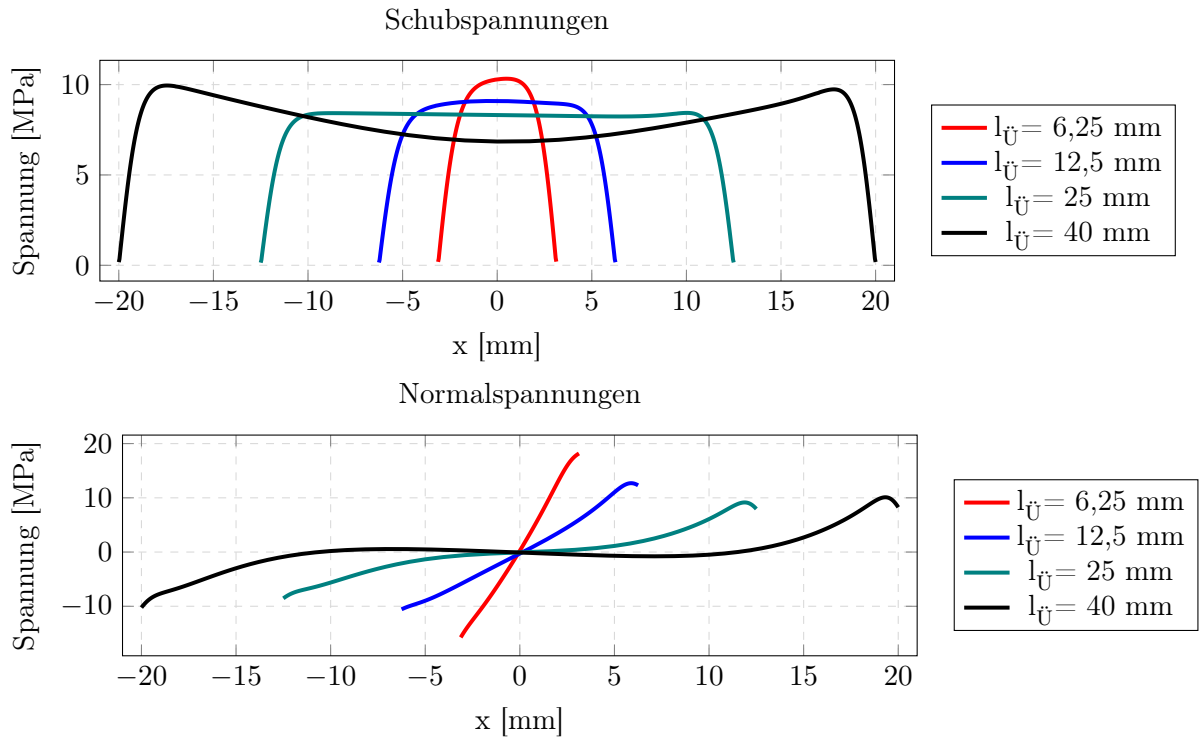 Schubspannungen
Spannung [MPa]
10
5
0
−20 −15 −10 −5 0 5 10 15 20
x [mm]
lÜ= 6,25 mm
lÜ= 12,5 mm
lÜ= 25 mm
lÜ= 40 mm
Normalspannungen
Spannung [MPa]
20
10
0
−10
−20 −15 −10 −5 0 5 10 15 20
x [mm]
lÜ= 6,25 mm
lÜ= 12,5 mm
lÜ= 25 mm
lÜ= 40 mm